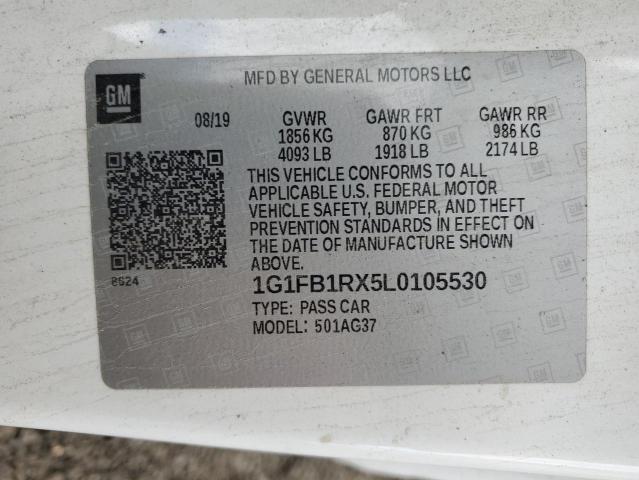 GM
MFD BY GENERAL MOTORS LLC
08/19 GVWR GAWR FRT GAWR RR
1856 KG 870 KG 986 KG
4093 LB 1918 LB 2174 LB
THIS VEHICLE CONFORMS TO ALL
APPLICABLE U.S. FEDERAL MOTOR
VEHICLE SAFETY, BUMPER, AND THEFT
PREVENTION STANDARDS IN EFFECT ON
THE DATE OF MANUFACTURE SHOWN
ABOVE.
8624
1G1FB1RX5L0105530
TYPE: PASS CAR
MODEL: 501AG37